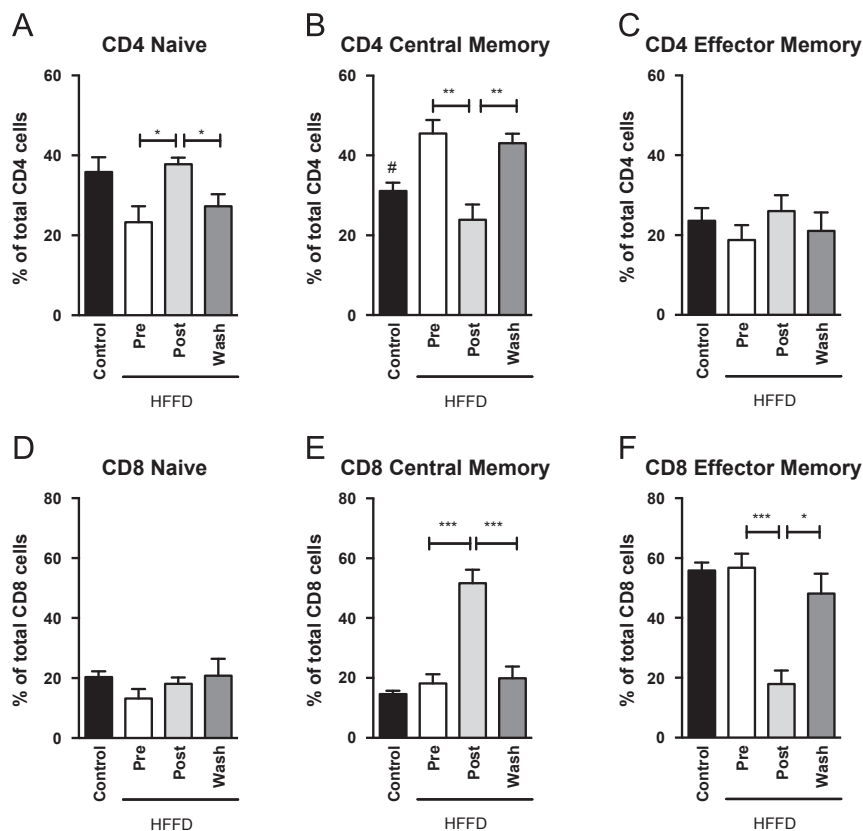 A
CD4 Naive
% of total CD4 cells
60
40
20
0
*
*
Control
Pre
Post
Wash
HFFD
B
CD4 Central Memory
% of total CD4 cells
60
40
20
0
#
**
**
Control
Pre
Post
Wash
HFFD
C
CD4 Effector Memory
% of total CD4 cells
60
40
20
0
Control
Pre
Post
Wash
HFFD
D
CD8 Naive
% of total CD8 cells
80
60
40
20
0
Control
Pre
Post
Wash
HFFD
E
CD8 Central Memory
% of total CD8 cells
80
60
40
20
0
***
***
Control
Pre
Post
Wash
HFFD
F
CD8 Effector Memory
% of total CD8 cells
80
60
40
20
0
***
*
Control
Pre
Post
Wash
HFFD